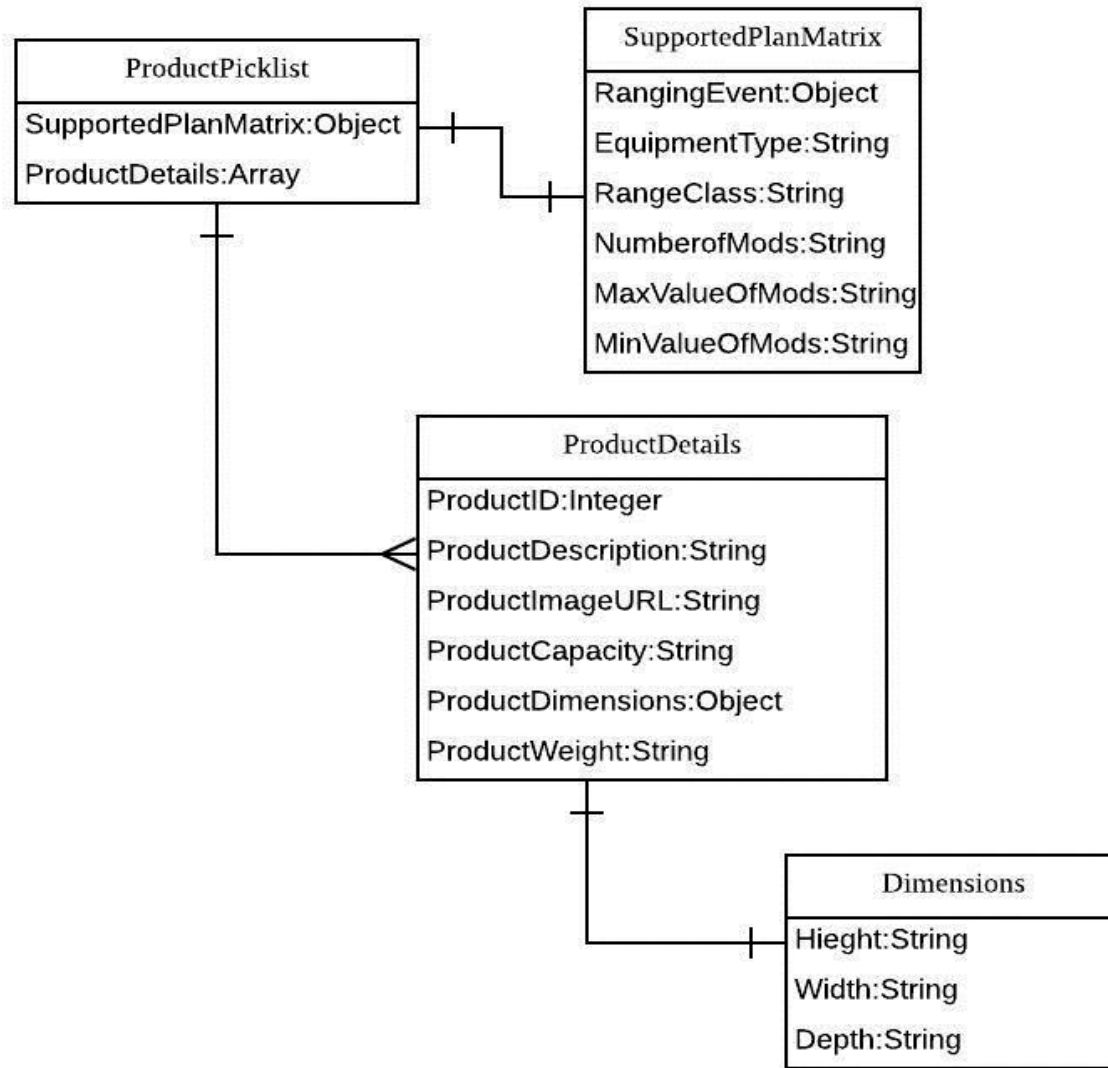 ProductPicklist
SupportedPlanMatrix:Object
ProductDetails:Array
SupportedPlanMatrix
RangingEvent:Object
EquipmentType:String
RangeClass:String
NumberofMods:String
MaxValueOfMods:String
MinValueOfMods:String
ProductDetails
ProductID:Integer
ProductDescription:String
ProductImageURL:String
ProductCapacity:String
ProductDimensions:Object
ProductWeight:String
Dimensions
Hieght:String
Width:String
Depth:String